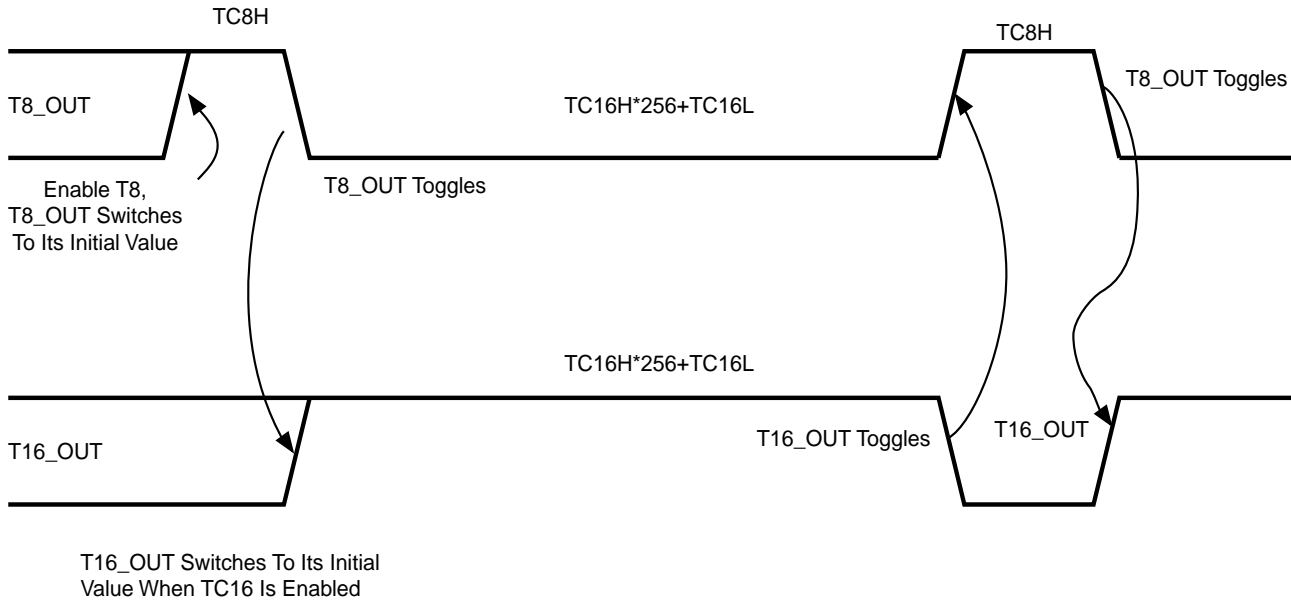 TC8H
TC8H
T8_OUT
TC16H*256+TC16L
T8_OUT Toggles
Enable T8,
T8_OUT Switches
To Its Initial Value
T8_OUT Toggles
TC16H*256+TC16L
T16_OUT
T16_OUT Toggles
T16_OUT
T16_OUT Switches To Its Initial
Value When TC16 Is Enabled